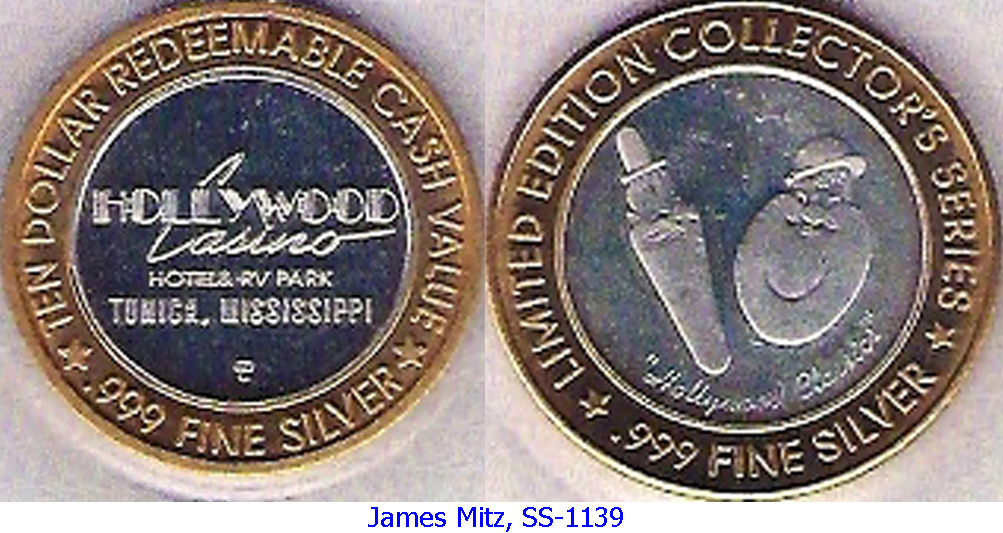 TEN DOLLAR REDEEMABLE CASH VALUE
HOLLYWOOD
Casino
HOTEL & RV PARK
TUNICA, MISSISSIPPI
.999 FINE SILVER
LIMITED EDITION COLLECTOR'S SERIES
"Hollywood
.999 FINE SILVER
James Mitz, SS-1139